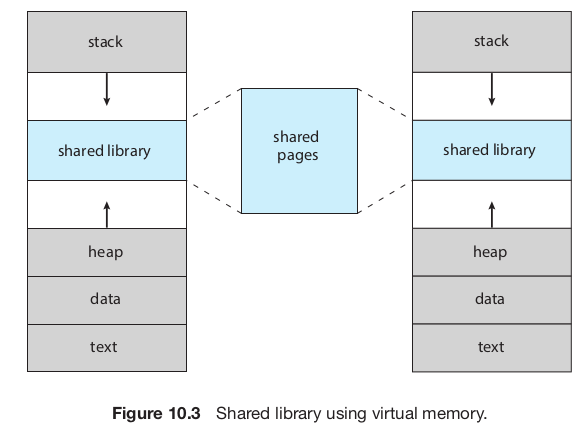 stack
stack
shared library
shared
pages
shared library
heap
heap
data
data
text
text
Figure 10.3 Shared library using virtual memory.